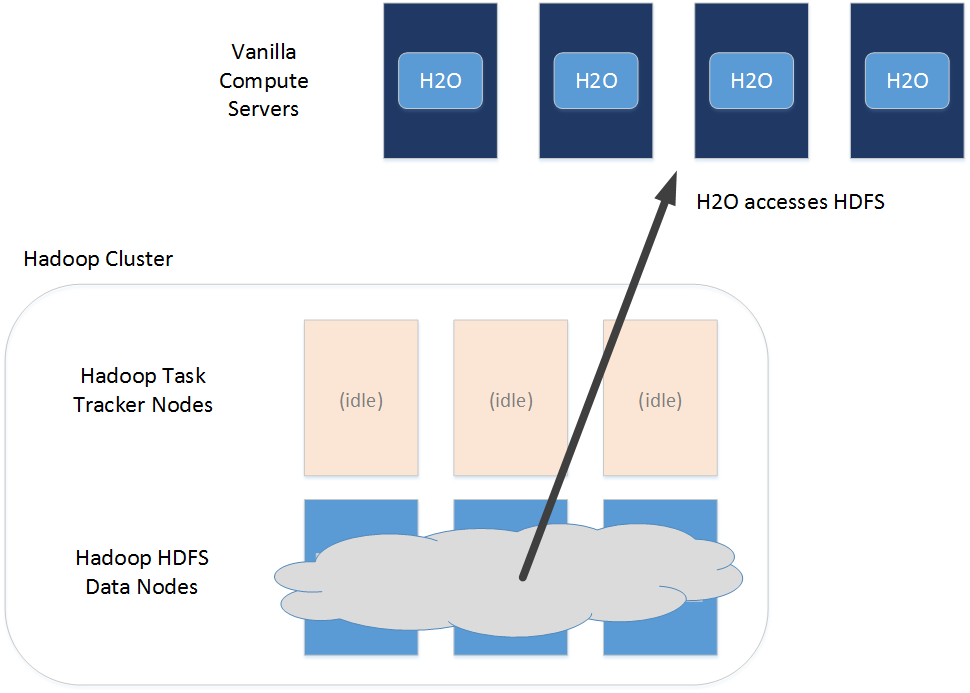 Vanilla
Compute
Servers
H2O
H2O
H2O
H2O
H2O accesses HDFS
Hadoop Cluster
Hadoop Task
Tracker Nodes
(idle)
(idle)
(idle)
Hadoop HDFS
Data Nodes